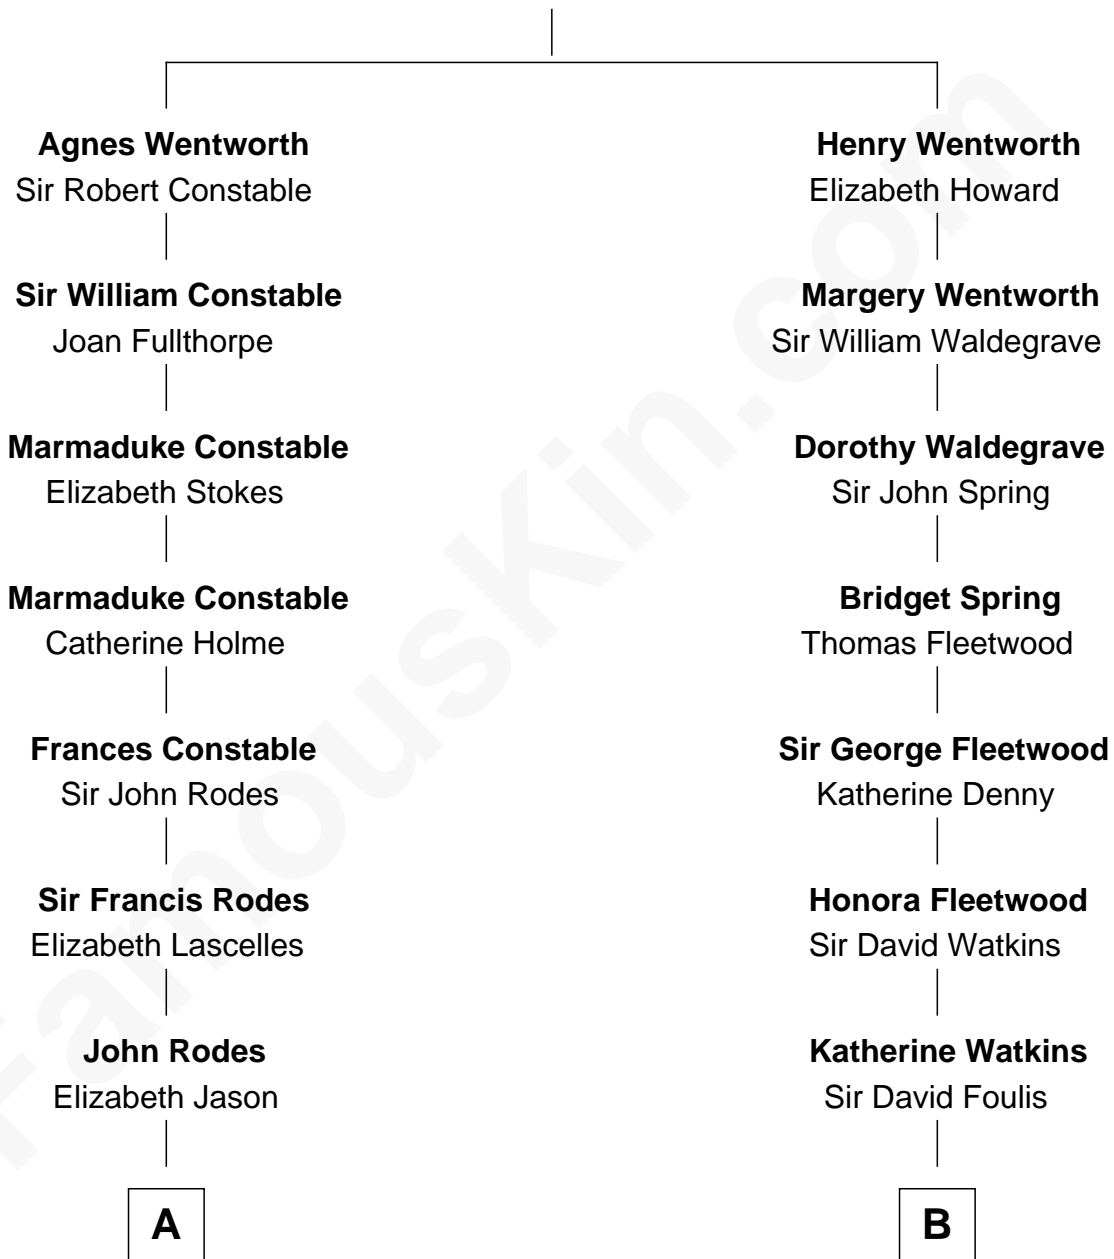 Agnes Wentworth
Sir Robert Constable
Sir William Constable
Joan Fullthorpe
Marmaduke Constable
Elizabeth Stokes
Marmaduke Constable
Catherine Holme
Frances Constable
Sir John Rodes
Sir Francis Rodes
Elizabeth Lascelles
John Rodes
Elizabeth Jason
A
Henry Wentworth
Elizabeth Howard
Margery Wentworth
Sir William Waldegrave
Dorothy Waldegrave
Sir John Spring
Bridget Spring
Thomas Fleetwood
Sir George Fleetwood
Katherine Denny
Honora Fleetwood
Sir David Watkins
Katherine Watkins
Sir David Foulis
B
FamousKin.com